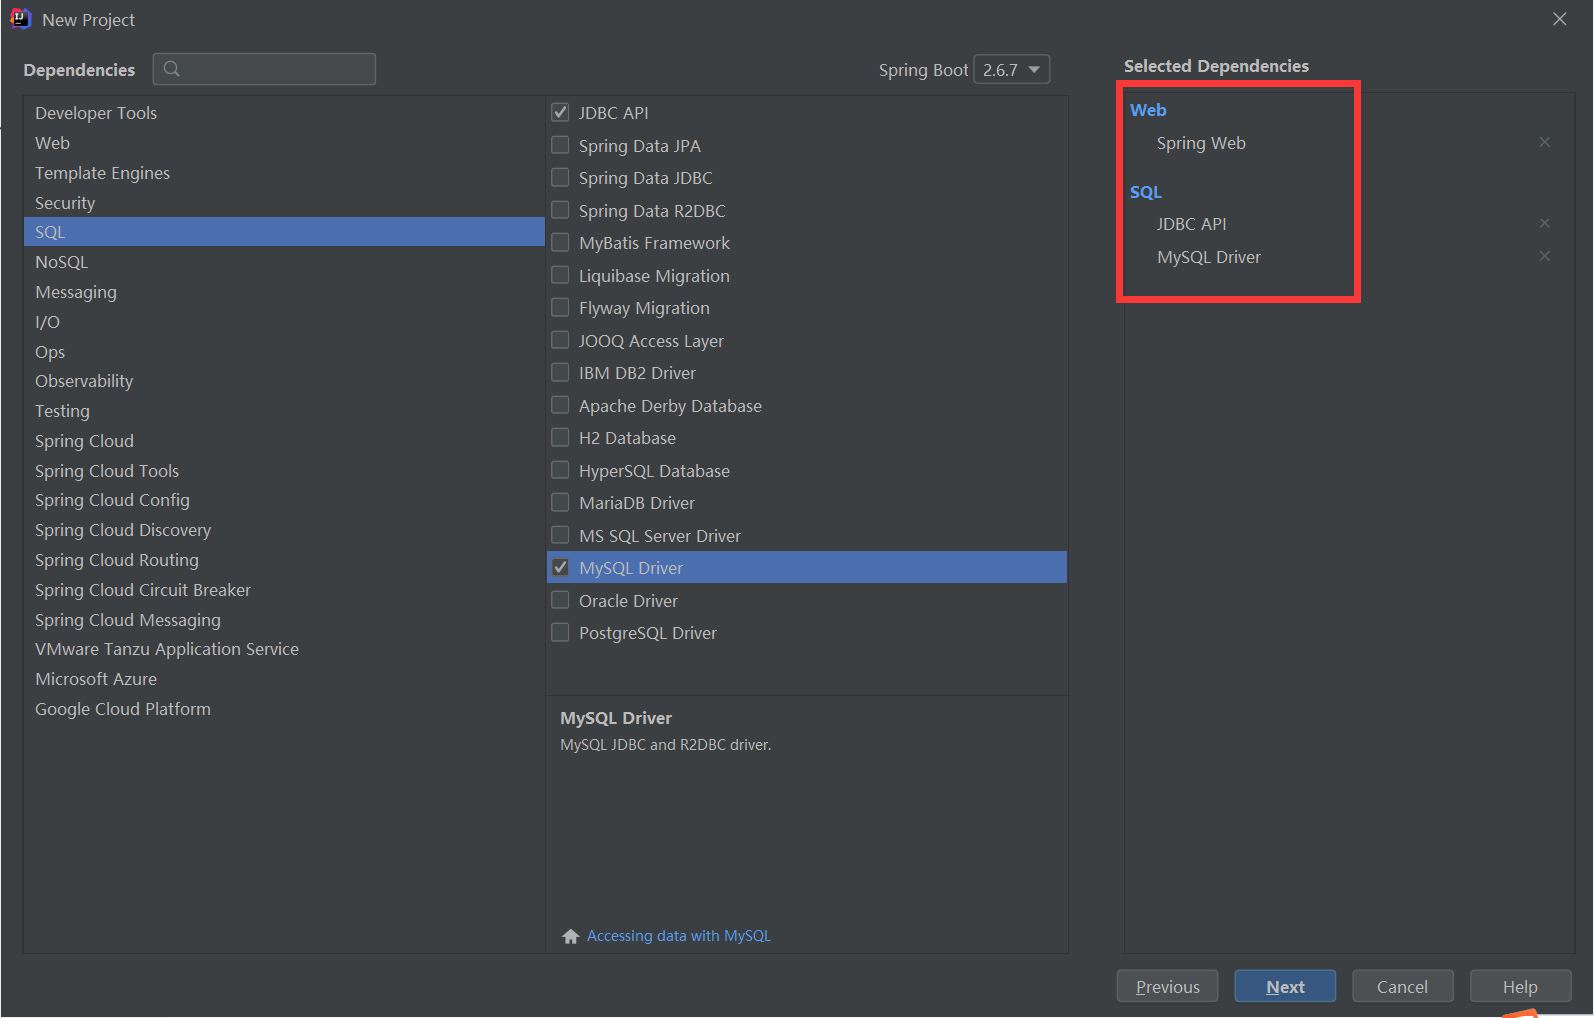 New Project
Dependencies
Spring Boot 2.6.7
Developer Tools
Web
Template Engines
Security
SQL
NoSQL
Messaging
I/O
Ops
Observability
Testing
Spring Cloud
Spring Cloud Tools
Spring Cloud Config
Spring Cloud Discovery
Spring Cloud Routing
Spring Cloud Circuit Breaker
Spring Cloud Messaging
VMware Tanzu Application Service
Microsoft Azure
Google Cloud Platform
JDBC API
Spring Data JPA
Spring Data JDBC
Spring Data R2DBC
MyBatis Framework
Liquibase Migration
Flyway Migration
JOOQ Access Layer
IBM DB2 Driver
Apache Derby Database
H2 Database
HyperSQL Database
MariaDB Driver
MS SQL Server Driver
MySQL Driver
Oracle Driver
PostgreSQL Driver
MySQL Driver
MySQL JDBC and R2DBC driver.
Accessing data with MySQL
Selected Dependencies
Web
Spring Web
SQL
JDBC API
MySQL Driver
Previous
Next
Cancel
Help